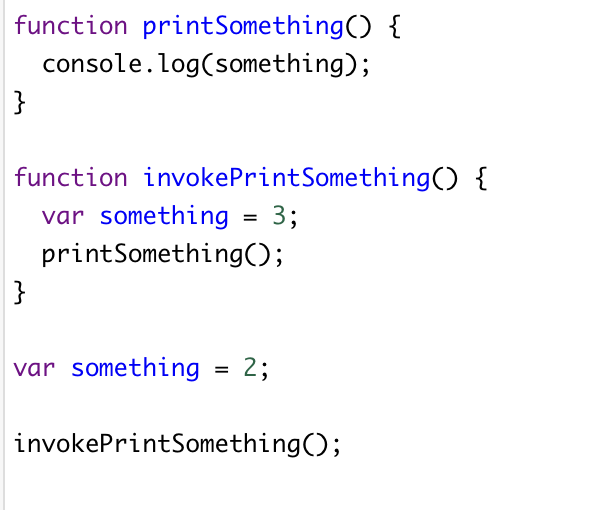 function printSomething() {
  console.log(something);
}

function invokePrintSomething() {
  var something = 3;
  printSomething();
}

var something = 2;

invokePrintSomething();